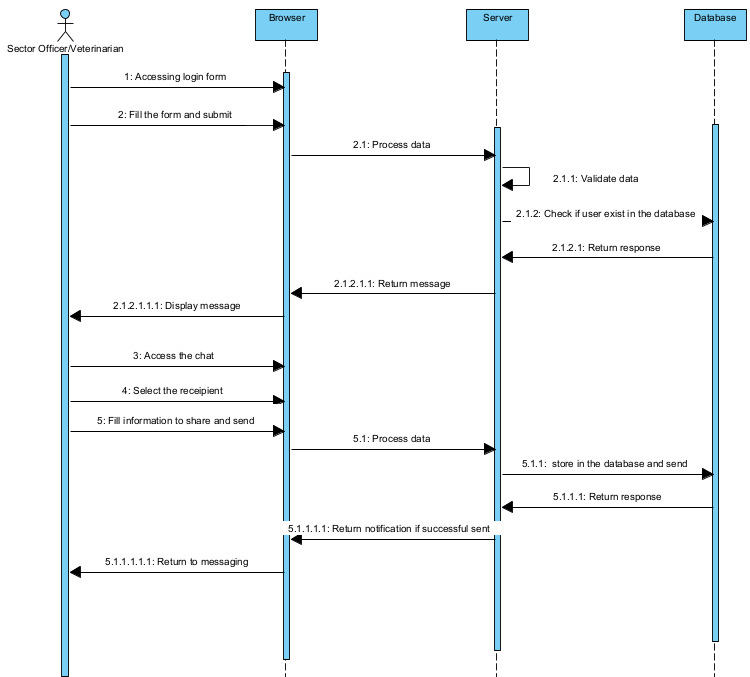 Browser
Server
Database
Sector Officer/Veterinarian
1: Accessing login form
2: Fill the form and submit
2.1: Process data
2.1.1: Validate data
2.1.2: Check if user exist in the database
2.1.2.1: Return response
2.1.2.1.1: Return message
2.1.2.1.1.1: Display message
3: Access the chat
4: Select the receipient
5: Fill information to share and send
5.1: Process data
5.1.1:  store in the database and send
5.1.1.1: Return response
5.1.1.1.1: Return notification if successful sent
5.1.1.1.1.1: Return to messaging